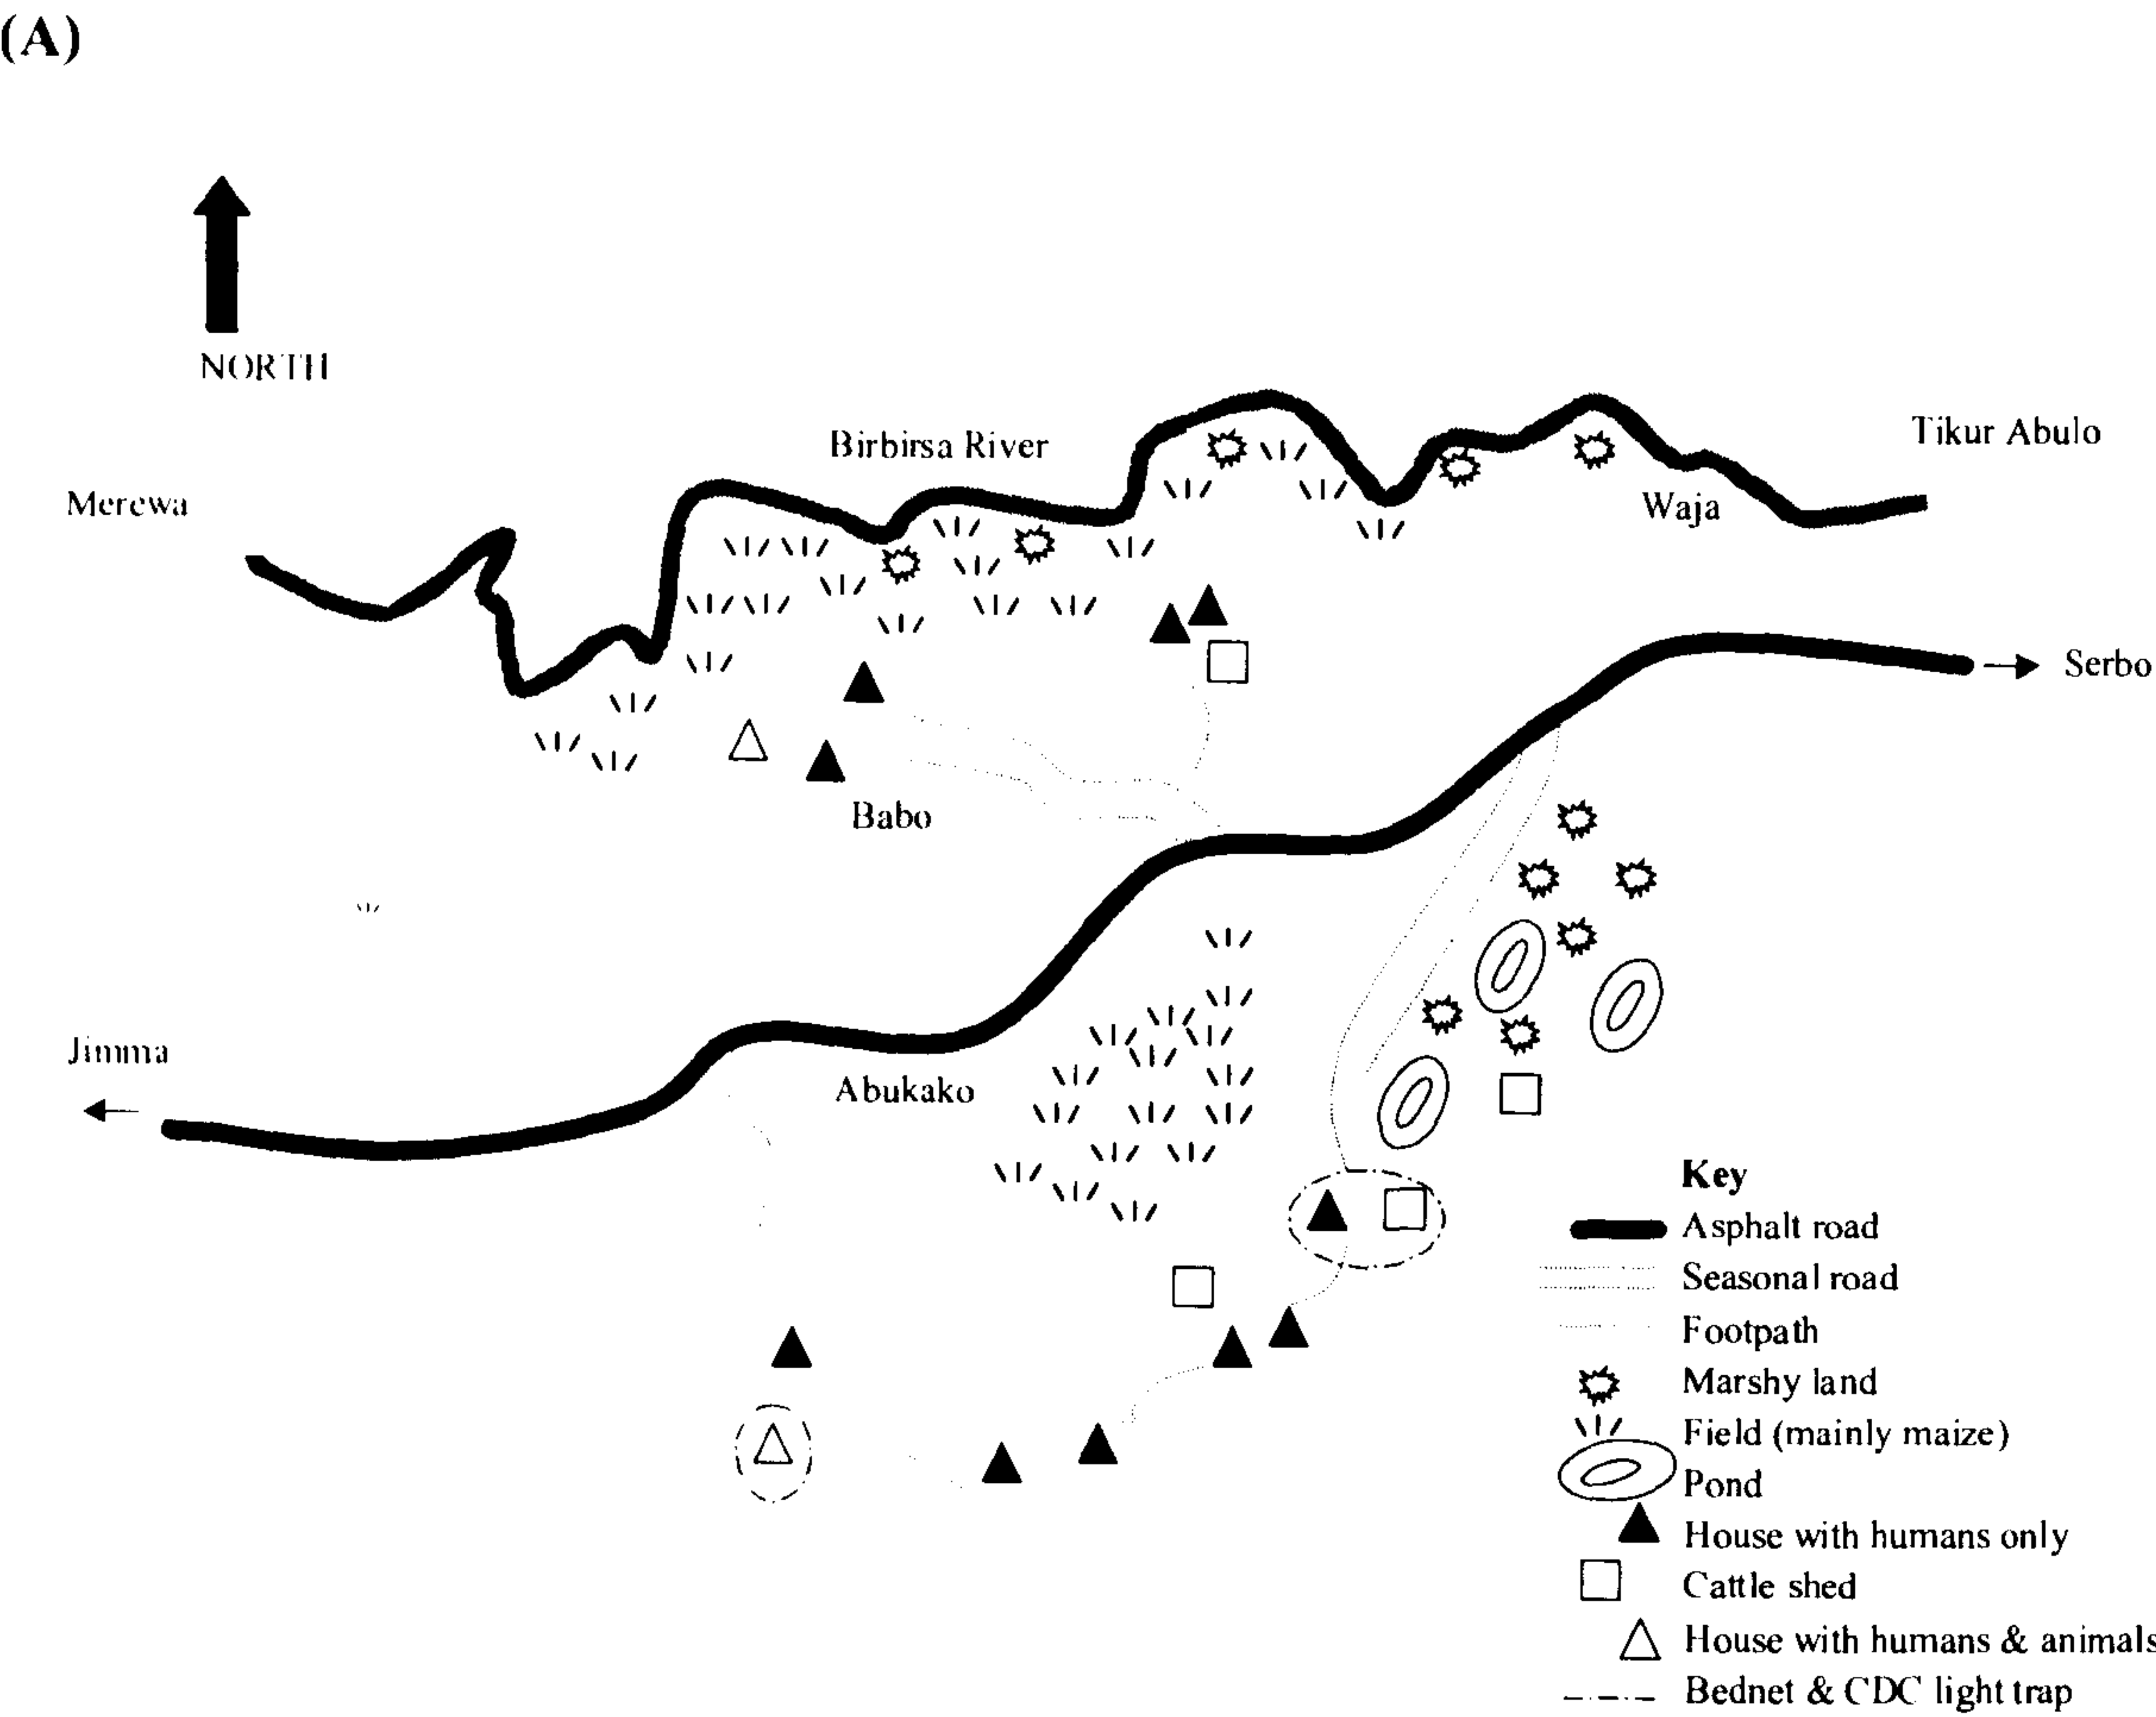 (A)
NORTH
Birbirsa River
Tikur Abulo
Merewa
Waja
Serbo
Babo
Jimma
Abukako
Key
Asphalt road
Seasonal road
Footpath
Marshy land
Field (mainly maize)
Pond
House with humans only
Cattle shed
House with humans & animals
Bednet & CDC light trap